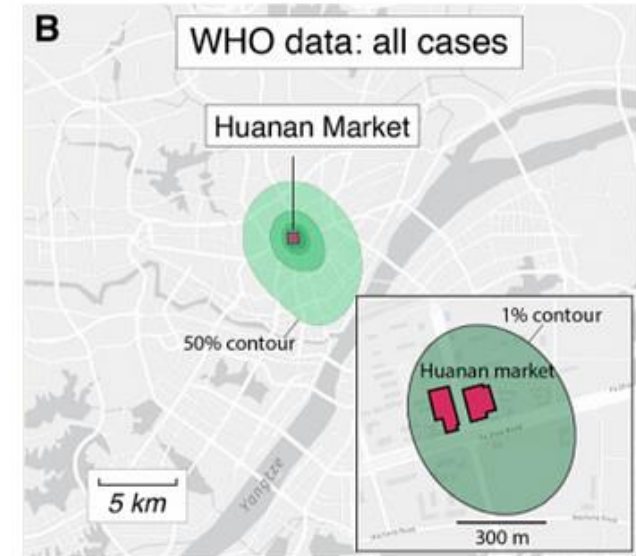 B
WHO data: all cases
Huanan Market
50% contour
5 km
Yangtze
1% contour
Huanan market
300 m